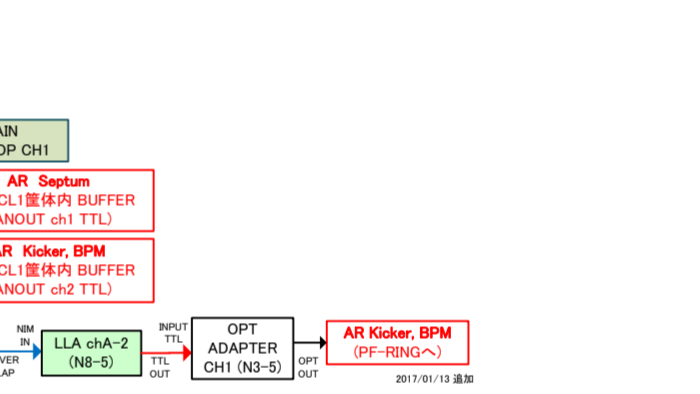 AIN
OP CH1
AR Septum
CL1筐体内 BUFFER
ANOUT ch1 TTL)
AR Kicker, BPM
CL1筐体内 BUFFER
ANOUT ch2 TTL)
NIM
IN
VER
LAP
LLA chA-2
(N8-5)
INPUT
TTL
TTL
OUT
OPT
ADAPTER
CH1 (N3-5)
OPT
OUT
AR Kicker, BPM
(PF-RINGへ)
2017/01/13 追加